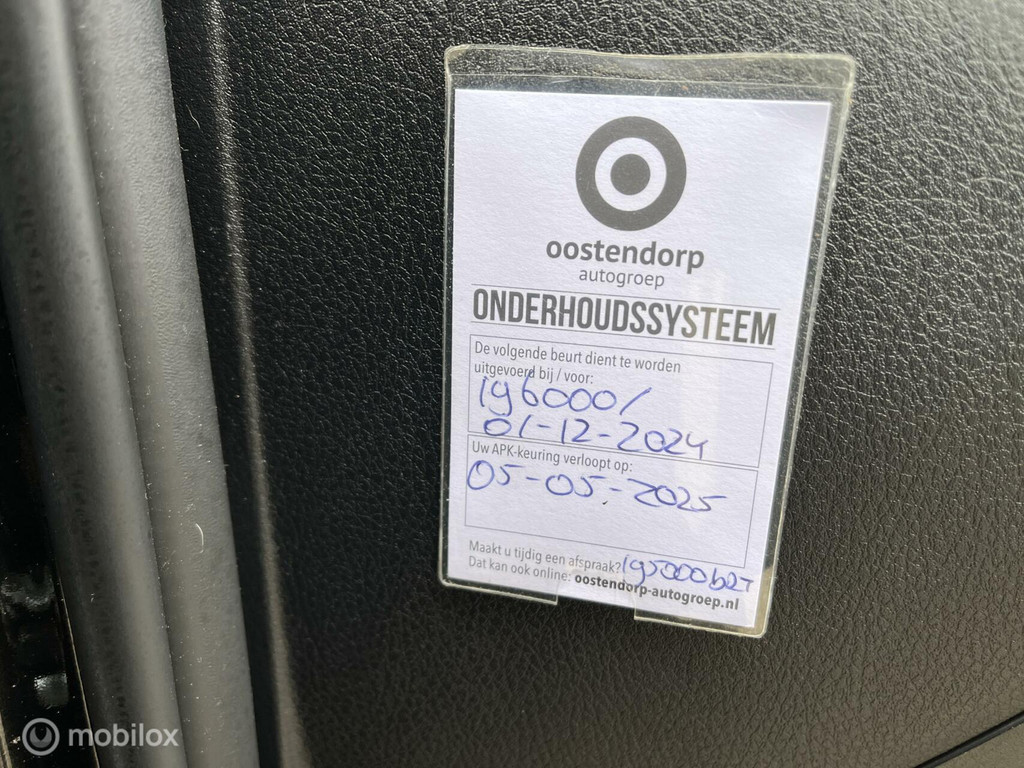 oostendorp
autogroep
ONDERHOUDSSYSTEEM
De volgende beurt dient te worden
uitgevoerd bij / voor:
196000/
01-12-2024
Uw APK-keuring verloopt op:
05-05-2025
Maakt u tijdig een afspraak?
195000
Dat kan ook online: oostendorp-autogroep.nl
mobilox